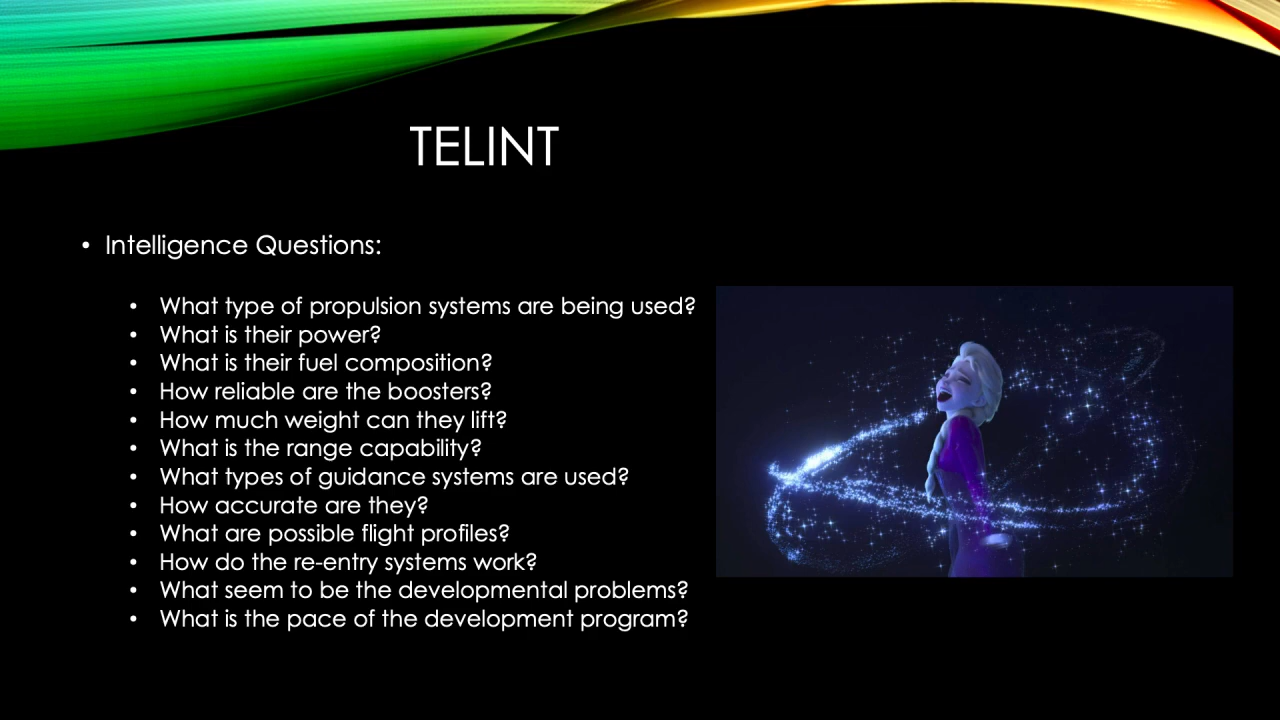 TELINT
• Intelligence Questions:
• What type of propulsion systems are being used?
• What is their power?
• What is their fuel composition?
• How reliable are the boosters?
• How much weight can they lift?
• What is the range capability?
• What types of guidance systems are used?
• How accurate are they?
• What are possible flight profiles?
• How do the re-entry systems work?
• What seem to be the developmental problems?
• What is the pace of the development program?